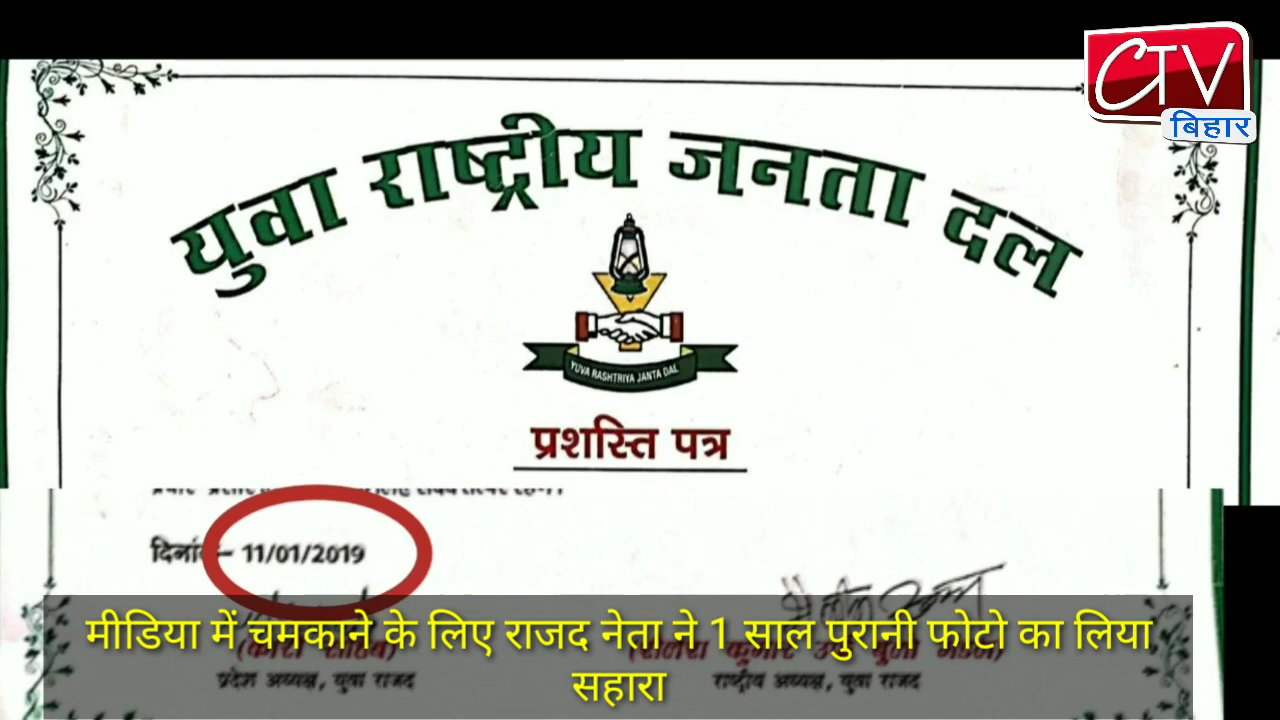 CTV
बिहार
युवा राष्ट्रीय जनता दल
YUVA RASHTRIYA JANTA DAL
प्रशस्ति पत्र
दिनांक- 11/01/2019
मीडिया में चमकाने के लिए राजद नेता ने 1 साल पुरानी फोटो का लिया
सहारा
प्रदेश अध्यक्ष, युवा राजद
राष्ट्रीय अध्यक्ष, युवा राजद